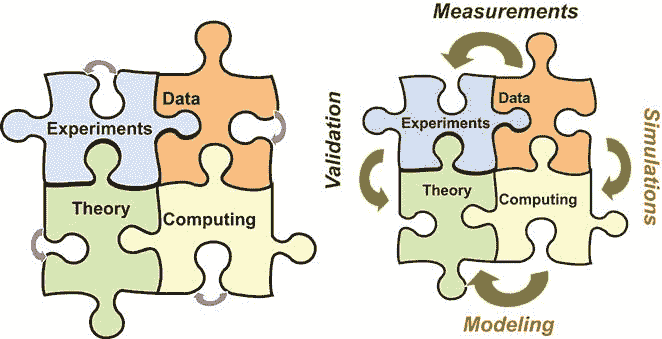 Data
Experiments
Theory
Computing
Measurements
Validation
Data
Experiments
Simulations
Theory
Computing
Modeling